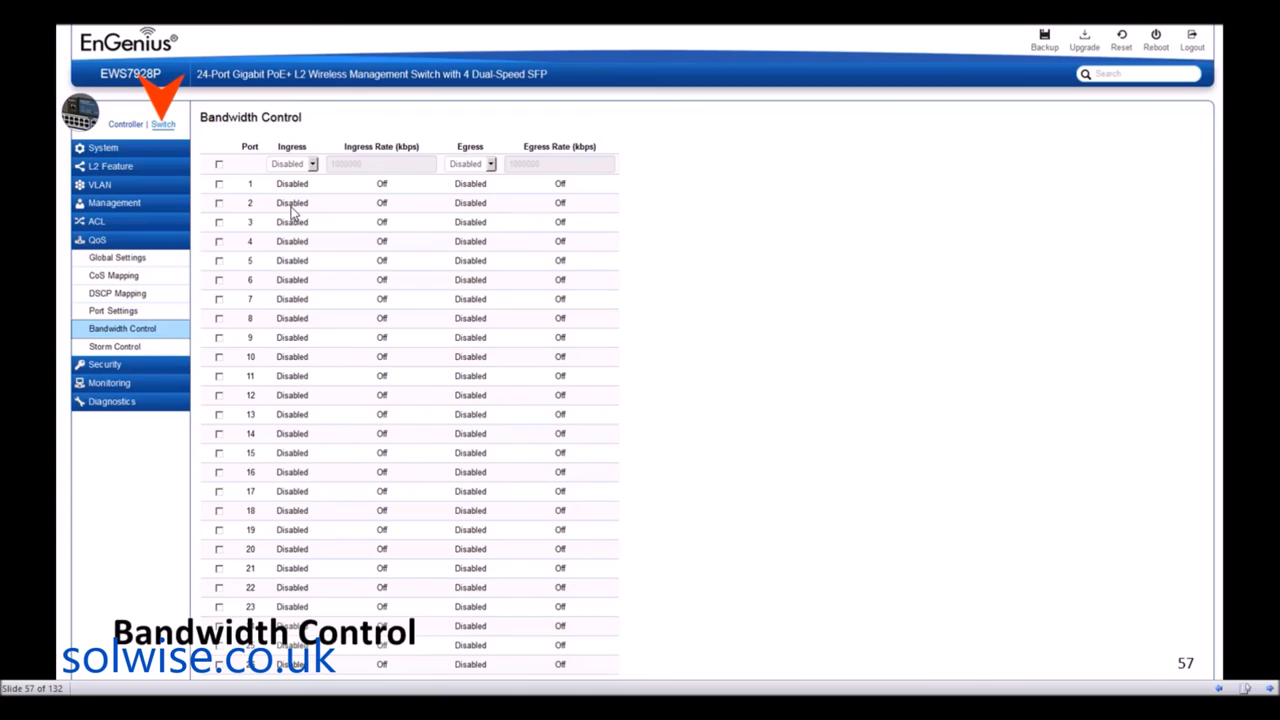 EnGenius®
Backup Upgrade Reset Reboot Logout
EWS7928P 24-Port Gigabit PoE+ L2 Wireless Management Switch with 4 Dual-Speed SFP Search
Controller | Switch
System
L2 Feature
VLAN
Management
ACL
QoS
Global Settings
CoS Mapping
DSCP Mapping
Port Settings
Bandwidth Control
Storm Control
Security
Monitoring
Diagnostics
Bandwidth Control
Port Ingress Ingress Rate (kbps) Egress Egress Rate (kbps)
Disabled 1000000 Disabled 1000000
1 Disabled Off Disabled Off
2 Disabled Off Disabled Off
3 Disabled Off Disabled Off
4 Disabled Off Disabled Off
5 Disabled Off Disabled Off
6 Disabled Off Disabled Off
7 Disabled Off Disabled Off
8 Disabled Off Disabled Off
9 Disabled Off Disabled Off
10 Disabled Off Disabled Off
11 Disabled Off Disabled Off
12 Disabled Off Disabled Off
13 Disabled Off Disabled Off
14 Disabled Off Disabled Off
15 Disabled Off Disabled Off
16 Disabled Off Disabled Off
17 Disabled Off Disabled Off
18 Disabled Off Disabled Off
19 Disabled Off Disabled Off
20 Disabled Off Disabled Off
21 Disabled Off Disabled Off
22 Disabled Off Disabled Off
23 Disabled Off Disabled Off
Disabled Off
Off Disabled Off
Off Disabled Off
Bandwidth Control
solwise.co.uk
57
Slide 57 of 132